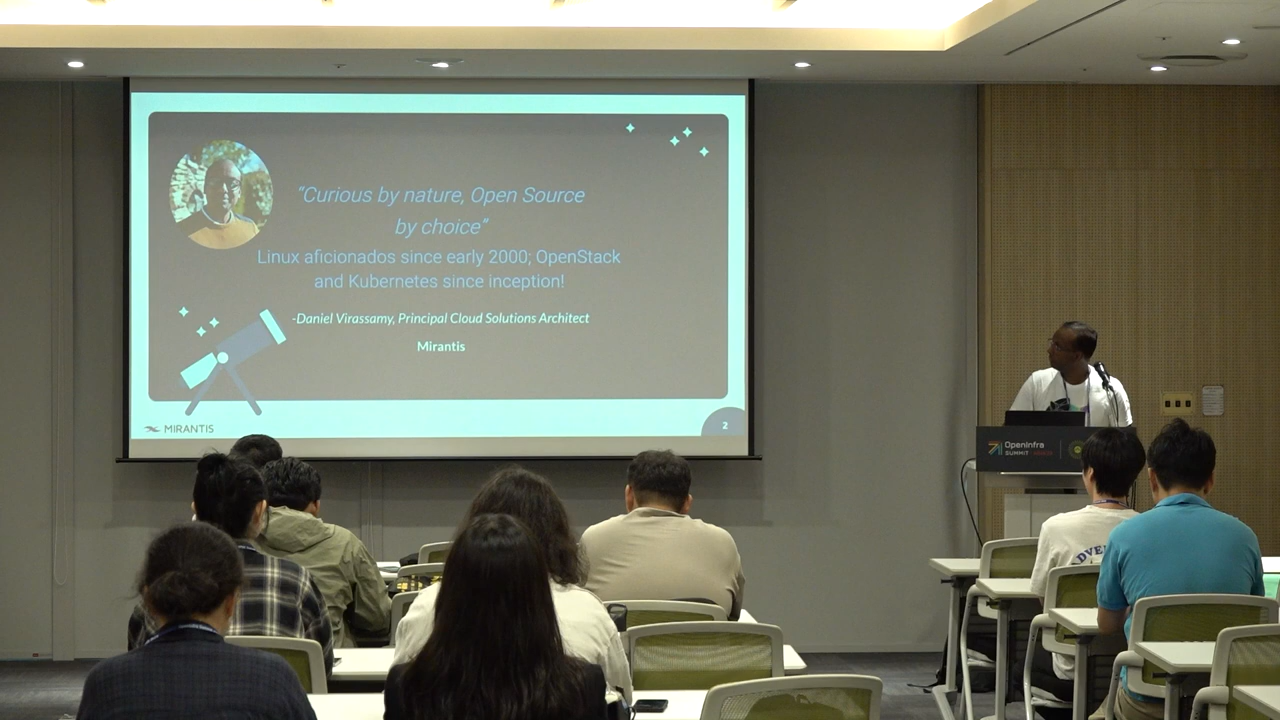 “Curious by nature, Open Source
by choice”
Linux aficionados since early 2000; OpenStack
and Kubernetes since inception!
-Daniel Virassamy, Principal Cloud Solutions Architect
Mirantis
MIRANTIS
2
OpenInfra
SUMMIT
ADVE